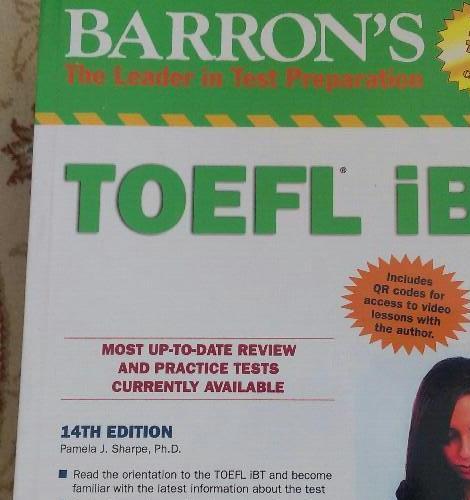 BARRON'S
The Leader in Test Preparation
TOEFL® iB
Includes
QR codes for
access to video
lessons with
the author.
MOST UP-TO-DATE REVIEW
AND PRACTICE TESTS
CURRENTLY AVAILABLE
14TH EDITION
Pamela J. Sharpe, Ph.D.
■ Read the orientation to the TOEFL iBT and become
familiar with the latest information about the test